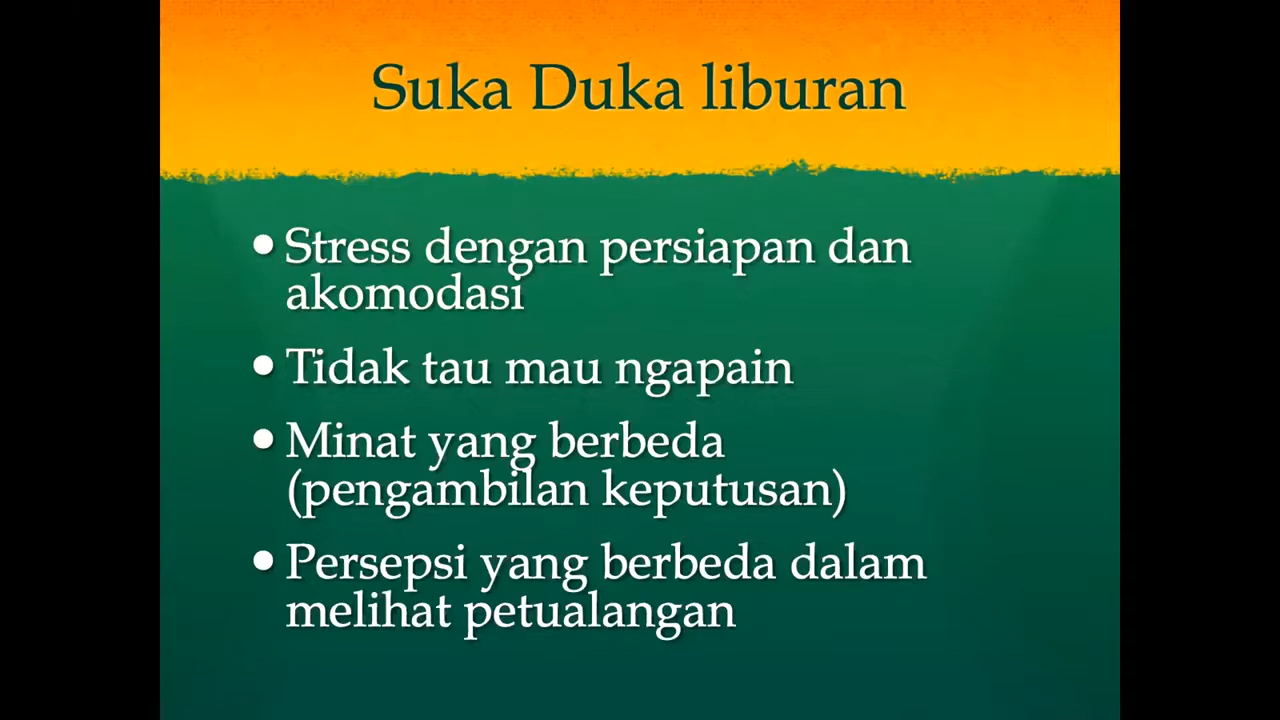 Suka Duka liburan
• Stress dengan persiapan dan
akomodasi
• Tidak tau mau ngapain
• Minat yang berbeda
(pengambilan keputusan)
• Persepsi yang berbeda dalam
melihat petualangan